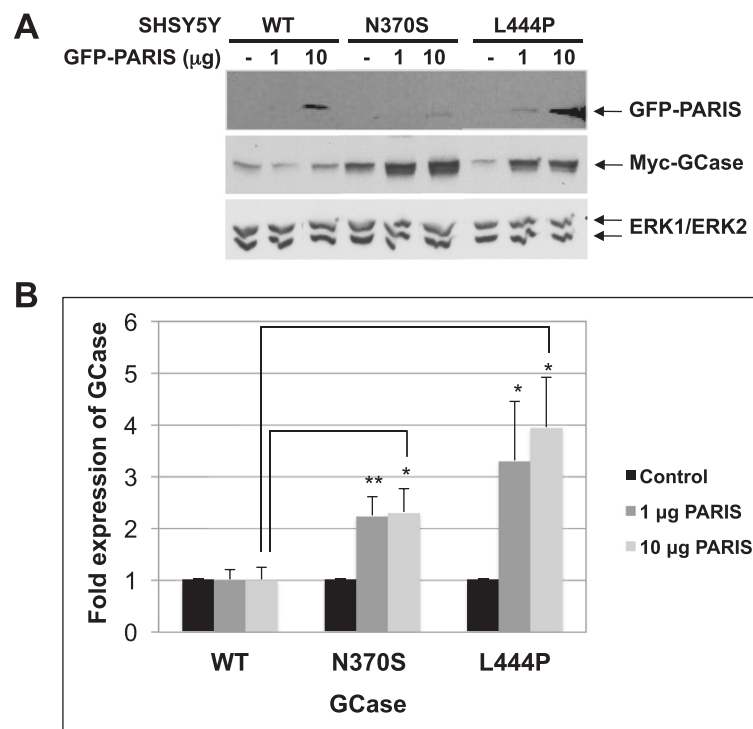 A
SHSY5Y WT N370S L444P
GFP-PARIS (µg) - 1 10 - 1 10 - 1 10
GFP-PARIS
Myc-GCase
ERK1/ERK2
B
Fold expression of GCase
6
5
4
3
2
1
0
** * * *
WT N370S L444P
GCase
Control
1 µg PARIS
10 µg PARIS